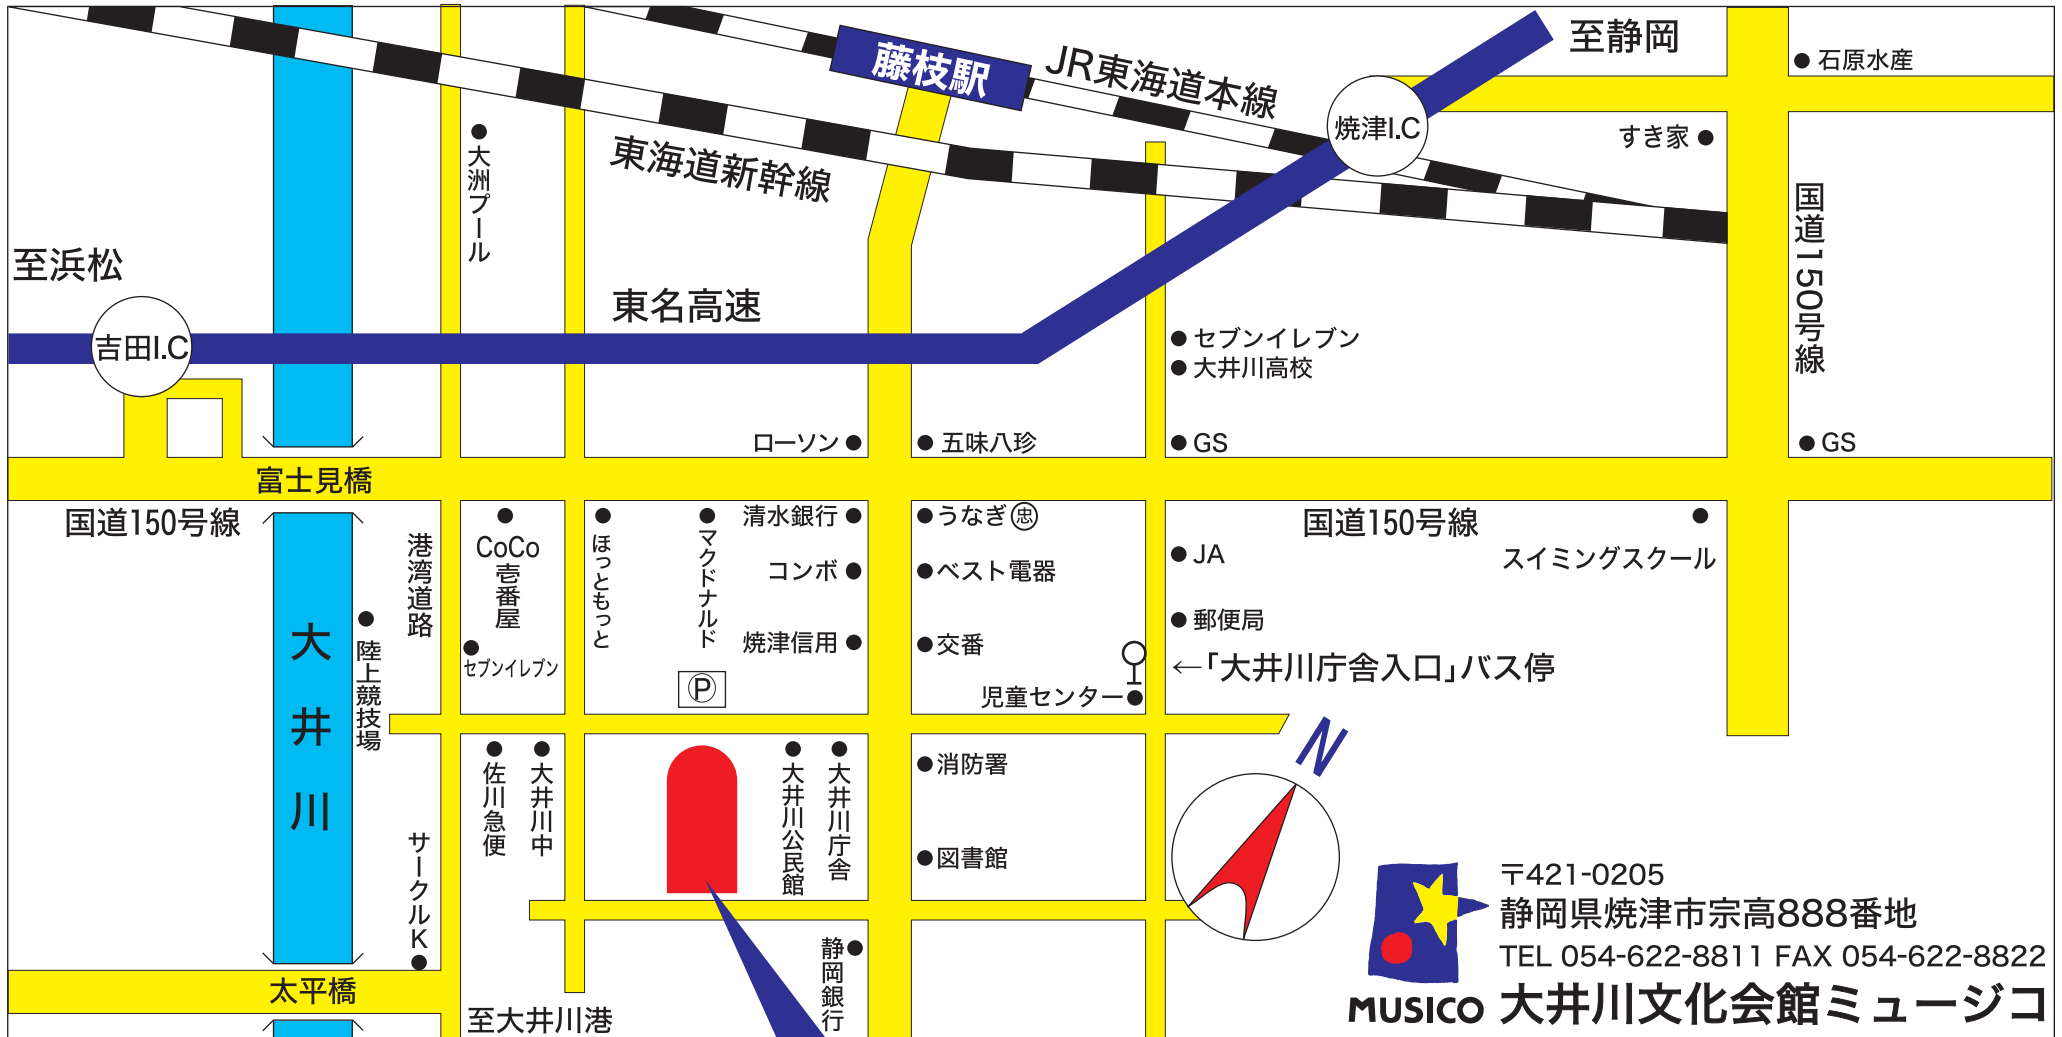 至静岡
石原水産
藤枝駅
JR東海道本線
焼津I.C
すき家
大洲プール
東海道新幹線
国道150号線
至浜松
東名高速
吉田I.C
セブンイレブン
大井川高校
ローソン
五味八珍
GS
GS
富士見橋
国道150号線
清水銀行
うなぎ㊥
国道150号線
港湾道路
CoCo
壱番屋
ほっともっと
マクドナルド
コンボ
ベスト電器
JA
スイミングスクール
大井川
陸上競技場
セブンイレブン
焼津信用
交番
郵便局
←「大井川庁舎入口」バス停
P
児童センター
N
佐川急便
大井川中
大井川公民館
大井川庁舎
消防署
図書館
サークルK
静岡銀行
太平橋
至大井川港
〒421-0205
静岡県焼津市宗高888番地
TEL 054-622-8811 FAX 054-622-8822
MUSICO 大井川文化会館ミュージコ